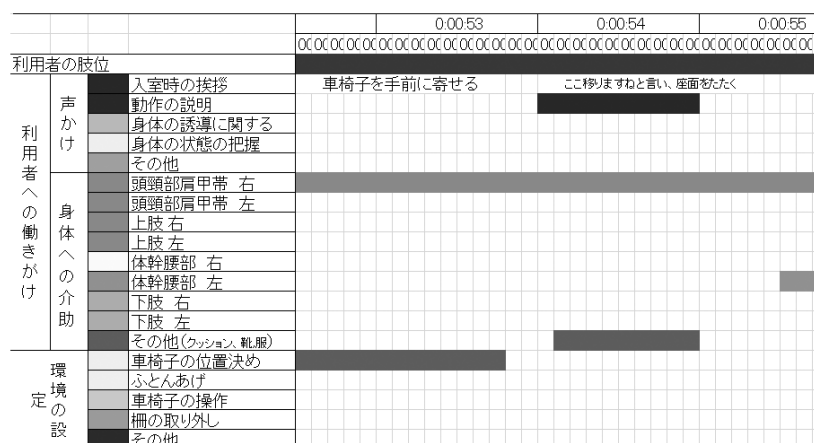 0:00:53 0:00:54 0:00:55
利用者の肢位
利用者への働きがけ
声かけ
入室時の挨拶 車椅子を手前に寄せる ここ移りますねと言い、座面をたたく
動作の説明
身体の誘導に関する
身体の状態の把握
その他
身体への介助
頭頸部肩甲帯 右
頭頸部肩甲帯 左
上肢 右
上肢 左
体幹腰部 右
体幹腰部 左
下肢 右
下肢 左
その他(クッション、靴、服)
環境の設定
車椅子の位置決め
ふとんあげ
車椅子の操作
柵の取り外し
その他